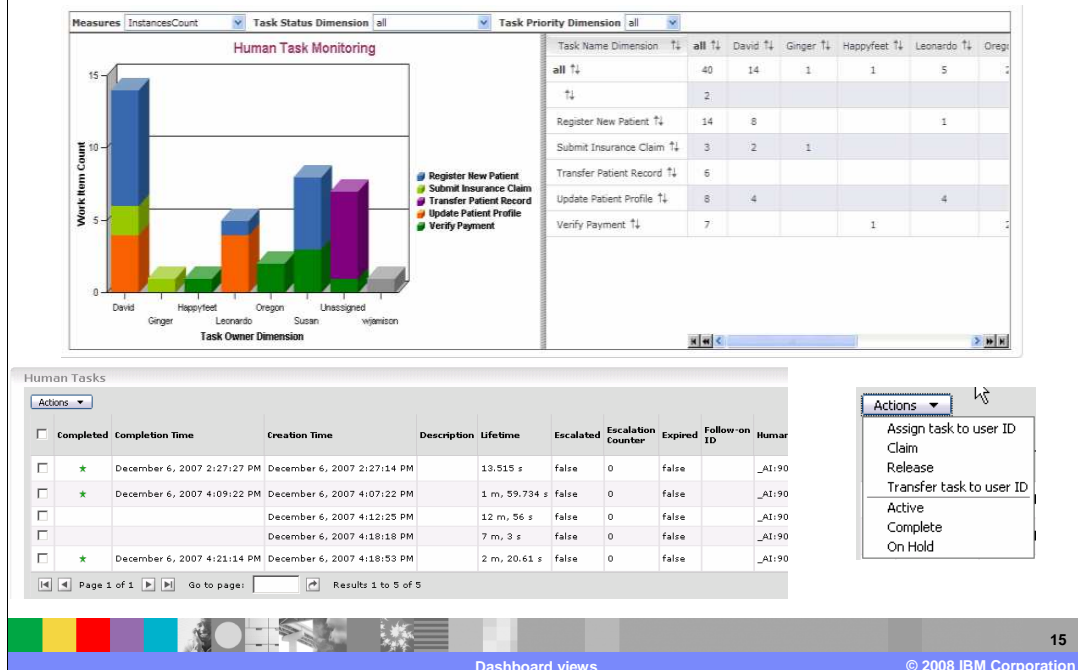 Measures InstancesCount Task Status Dimension all Task Priority Dimension all
Human Task Monitoring
15
10
5
0
Work Item Count
David
Ginger
Happyfeet
Leonardo
Oregon
Susan
Unassigned
wjamison
Task Owner Dimension
Register New Patient
Submit Insurance Claim
Transfer Patient Record
Update Patient Profile
Verify Payment
Task Name Dimension all David Ginger Happyfeet Leonardo
all 40 14 1 1 5
2
Register New Patient 14 8 1
Submit Insurance Claim 3 2 1
Transfer Patient Record 6
Update Patient Profile 8 4 4
Verify Payment 7 1
Human Tasks
Actions
Completed Completion Time Creation Time Description Lifetime Escalated Escalation Counter Expired Follow-on ID Human
December 6, 2007 2:27:27 PM December 6, 2007 2:27:14 PM 13.515 s false 0 false _AI:90
December 6, 2007 4:09:22 PM December 6, 2007 4:07:22 PM 1 m, 59.734 s false 0 false _AI:90
December 6, 2007 4:12:25 PM 12 m, 56 s false 0 false _AI:90
December 6, 2007 4:18:18 PM 7 m, 3 s false 0 false _AI:90
December 6, 2007 4:21:14 PM December 6, 2007 4:18:53 PM 2 m, 20.61 s false 0 false _AI:90
Page 1 of 1 Go to page: Results 1 to 5 of 5
Actions
Assign task to user ID
Claim
Release
Transfer task to user ID
Active
Complete
On Hold
15
Dashboard views
© 2008 IBM Corporation